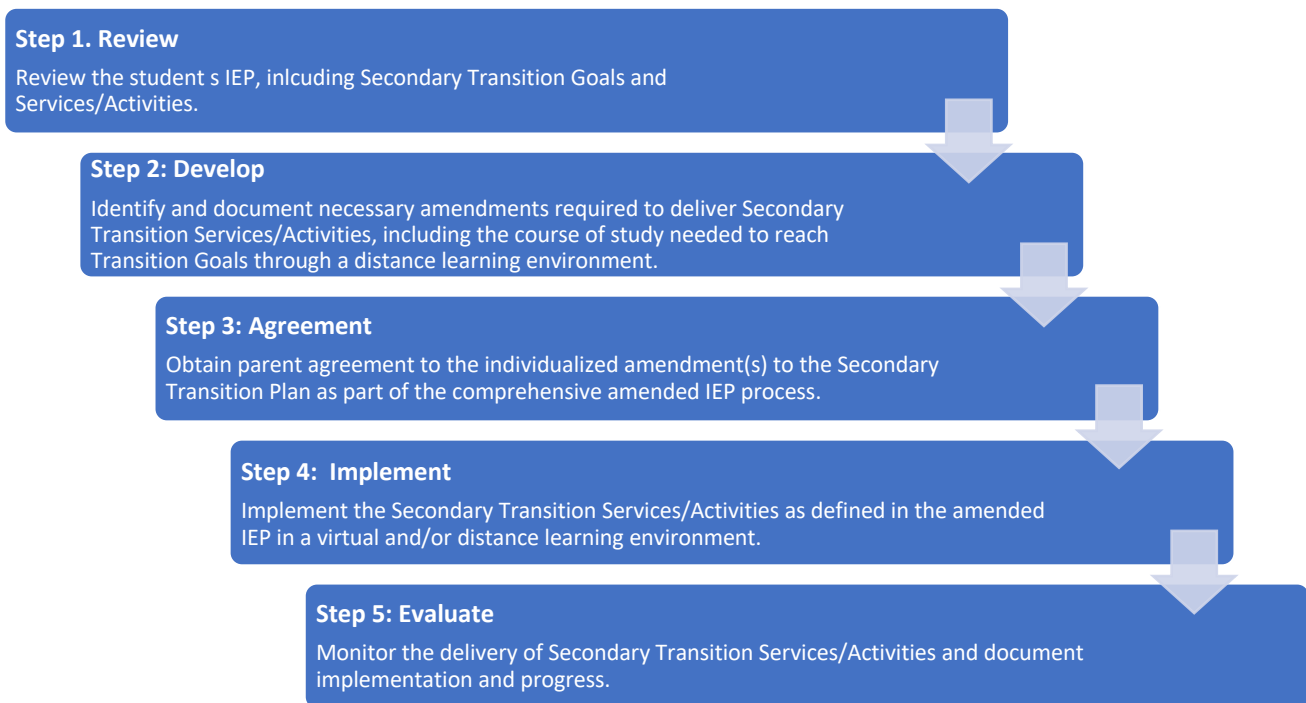 Step 1. Review
Review the student s IEP, inlcuding Secondary Transition Goals and
Services/Activities.
Step 2: Develop
Identify and document necessary amendments required to deliver Secondary
Transition Services/Activities, including the course of study needed to reach
Transition Goals through a distance learning environment.
Step 3: Agreement
Obtain parent agreement to the individualized amendment(s) to the Secondary
Transition Plan as part of the comprehensive amended IEP process.
Step 4:  Implement
Implement the Secondary Transition Services/Activities as defined in the amended
IEP in a virtual and/or distance learning environment.
Step 5: Evaluate
Monitor the delivery of Secondary Transition Services/Activities and document
implementation and progress.